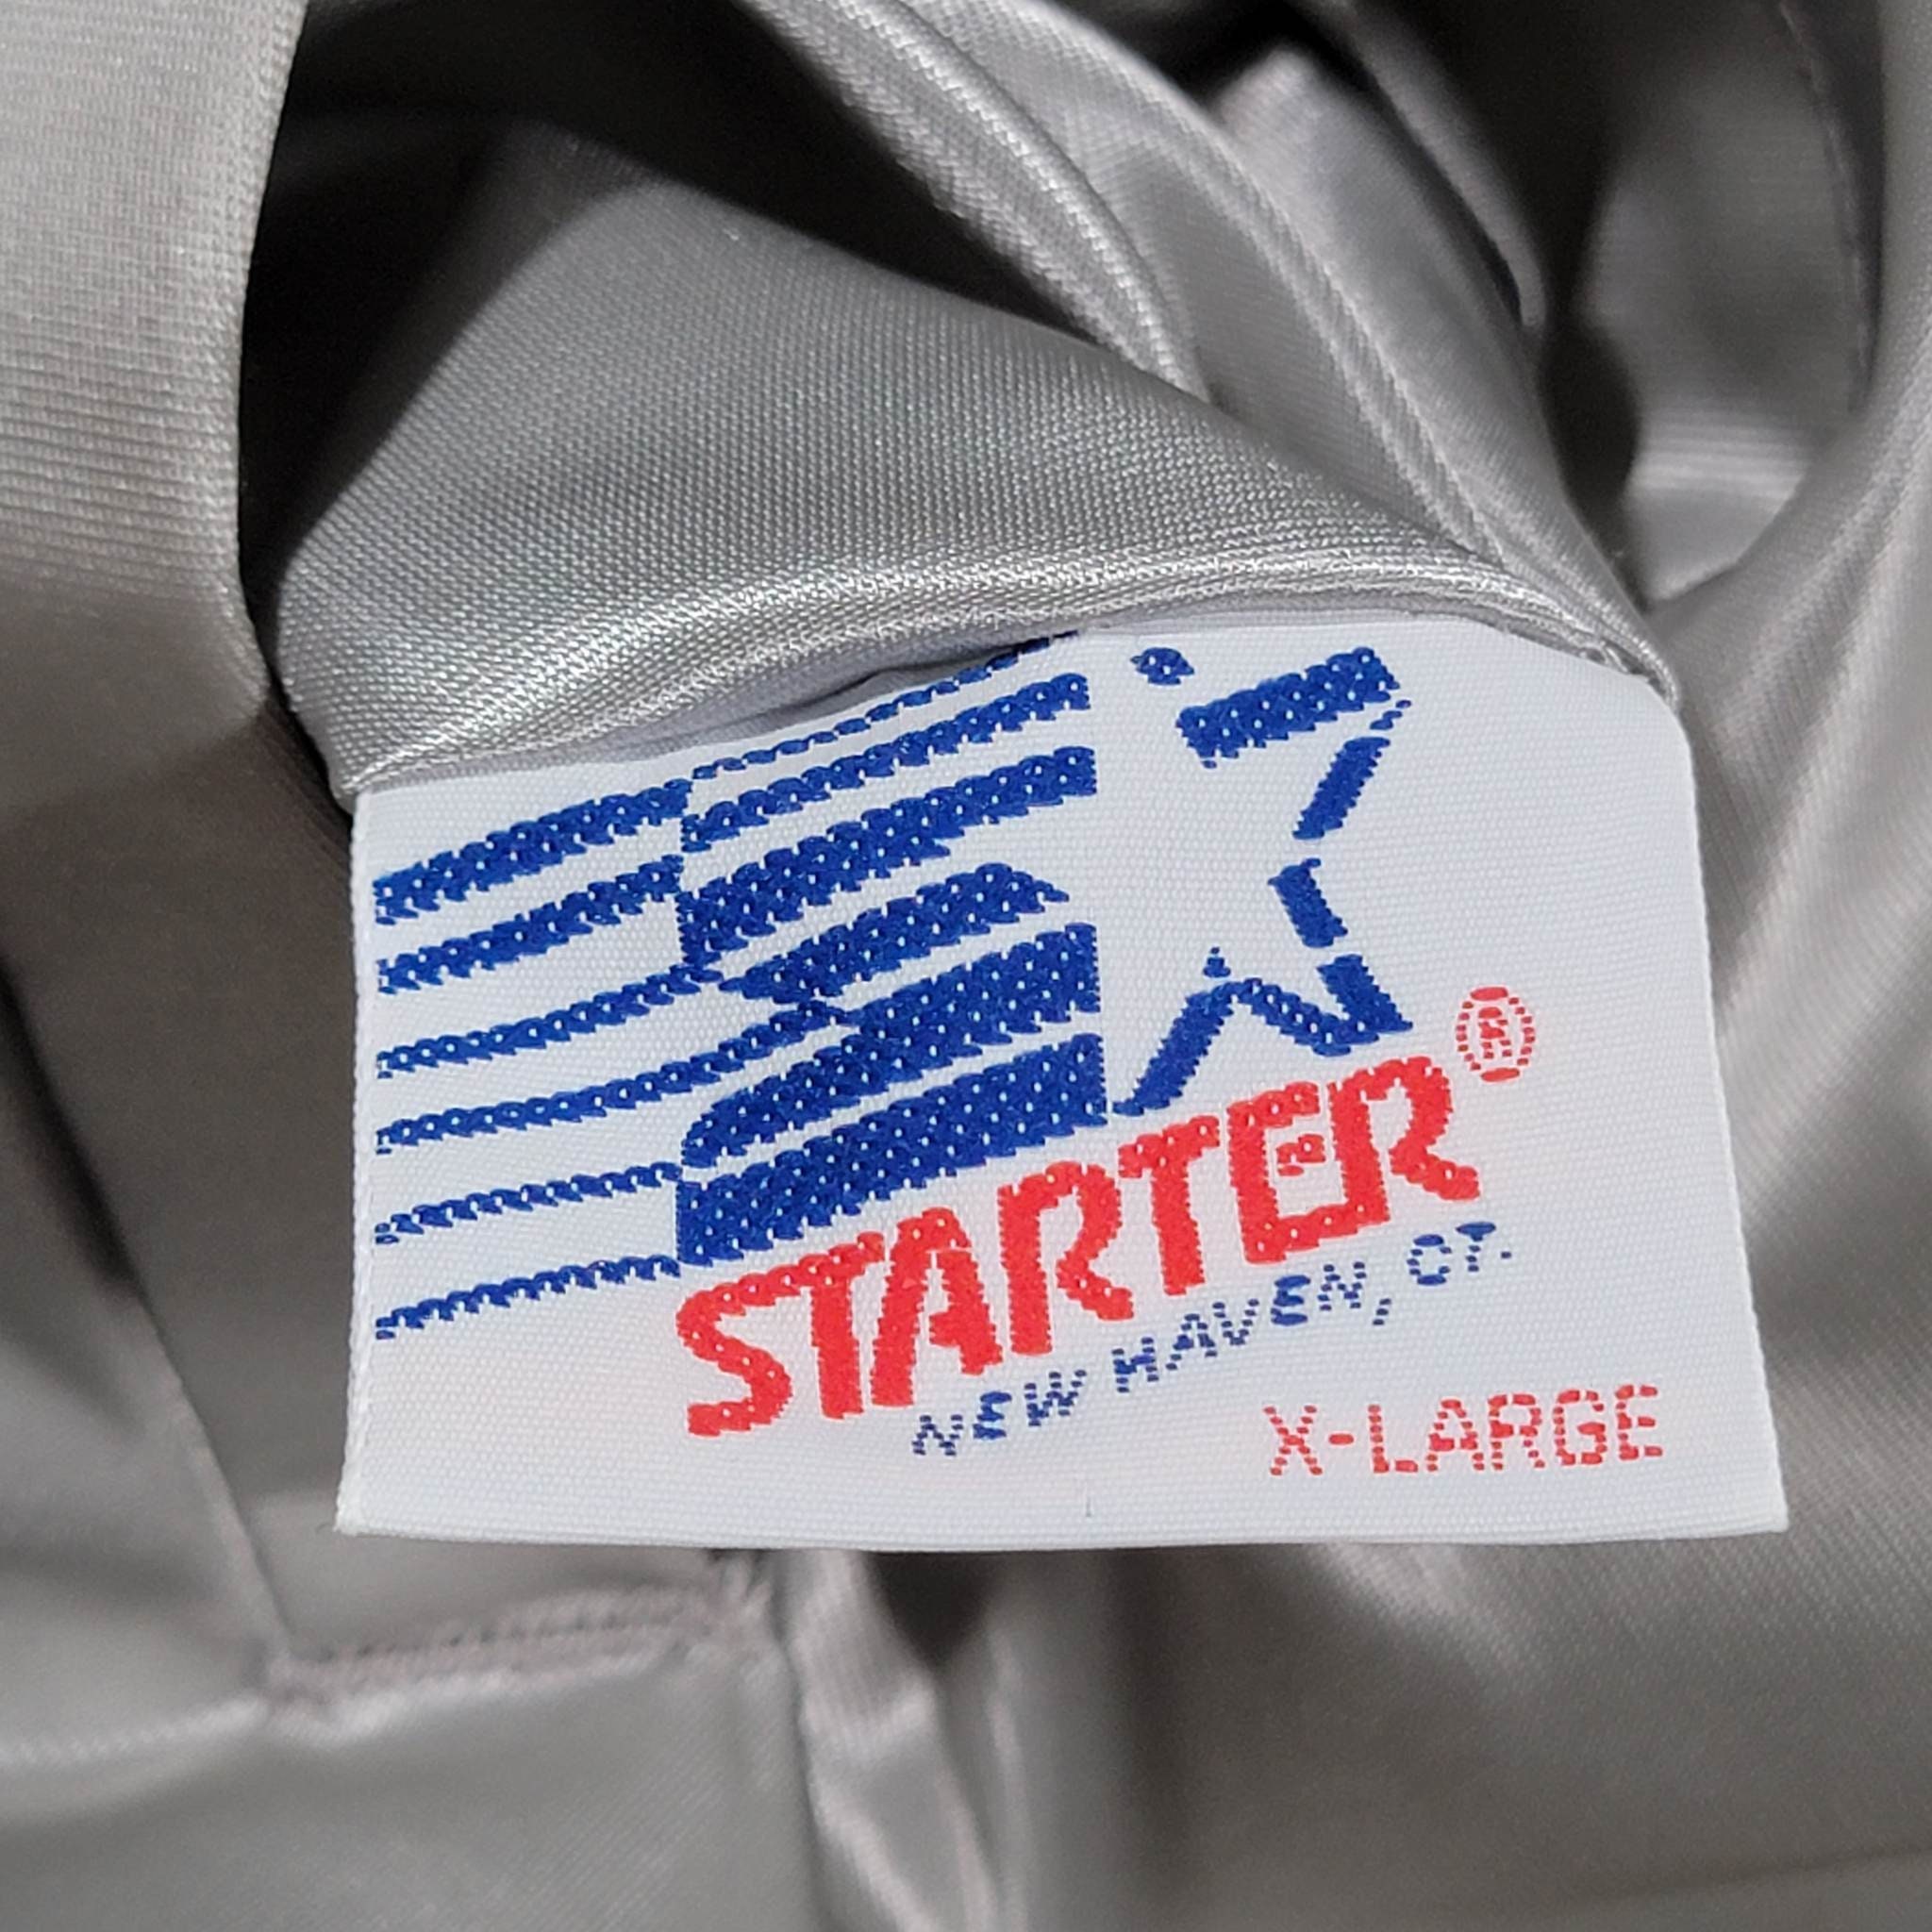 STARTER®
NEW HAVEN, CT.
X-LARGE